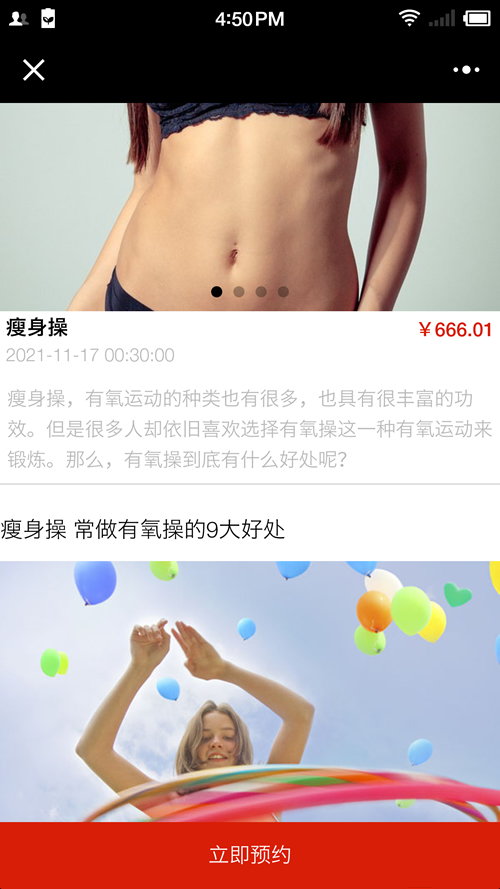 4:50PM
瘦身操
￥666.01
2021-11-17 00:30:00
瘦身操，有氧运动的种类也有很多，也具有很丰富的功
效。但是很多人却依旧喜欢选择有氧操这一种有氧运动来
锻炼。那么，有氧操到底有什么好处呢？
瘦身操 常做有氧操的9大好处
立即预约